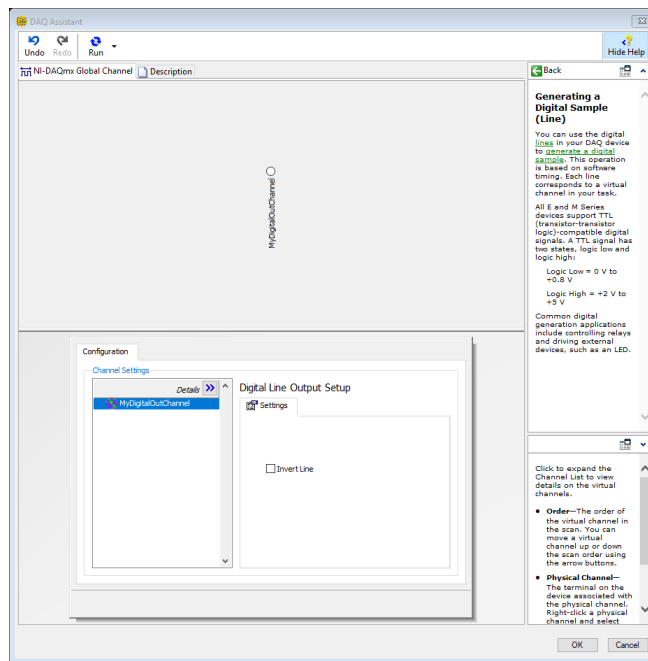 DAQ Assistant
Undo Redo Run
Hide Help
NI-DAQmx Global Channel Description
MyDigitalOutChannel
Configuration
Channel Settings
Details
MyDigitalOutChannel
Digital Line Output Setup
Settings
Invert Line
Back
Generating a
Digital Sample
(Line)
You can use the digital
lines in your DAQ device
to generate a digital
sample. This operation
is based on software
timing. Each line
corresponds to a virtual
channel in your task.
All E and M Series
devices support TTL
(transistor-transistor
logic)-compatible digital
signals. A TTL signal has
two states, logic low and
logic high:
Logic Low = 0 V to
+0.8 V
Logic High = +2 V to
+5 V
Common digital
generation applications
include controlling relays
and driving external
devices, such as an LED.
Click to expand the
Channel List to view
details on the virtual
channels.
• Order—The order of
the virtual channel in
the scan. You can
move a virtual
channel up or down
the scan order using
the arrow buttons.
• Physical Channel—
The terminal on the
device associated with
the physical channel.
Right-click a physical
channel and select
OK Cancel